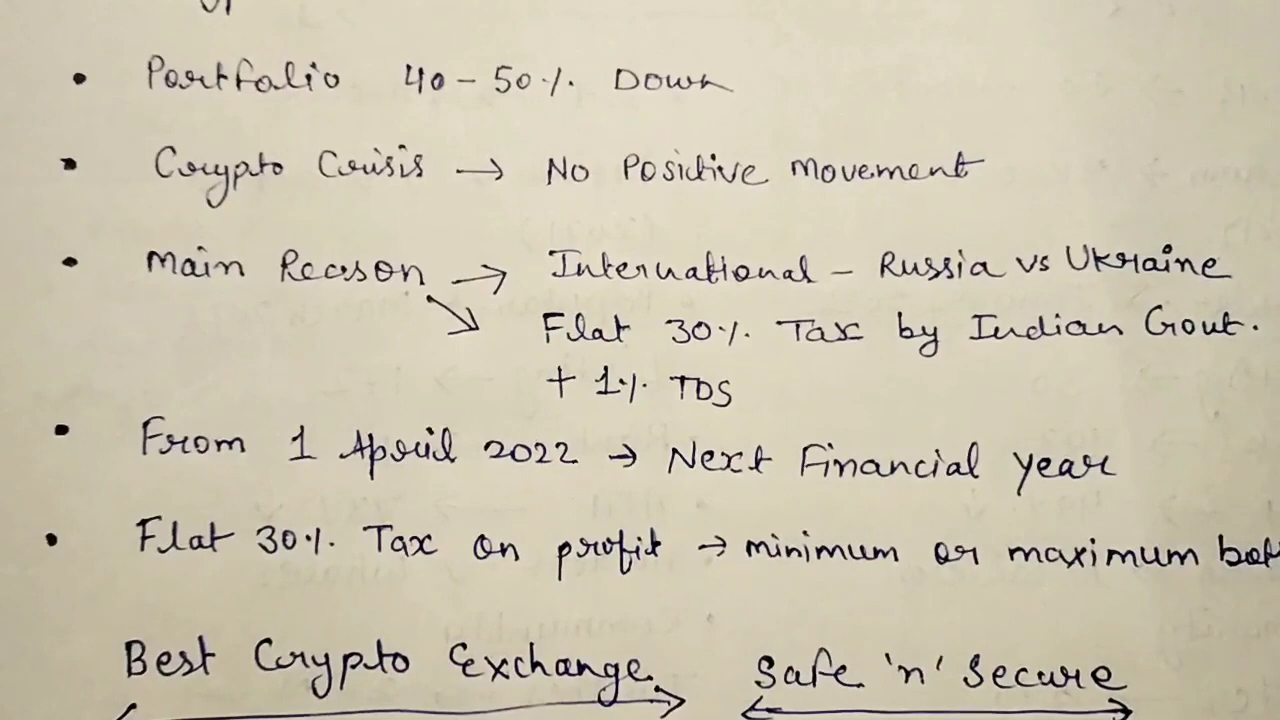 • Portfolio 40-50% Down
• Crypto Crisis → No Positive Movement
• Main Reason → International - Russia vs Ukraine
Flat 30% Tax by Indian Govt.
+ 1% TDS
• From 1 April 2022 → Next Financial year
• Flat 30% Tax on profit → minimum or maximum
Best Crypto Exchange Safe 'n' Secure